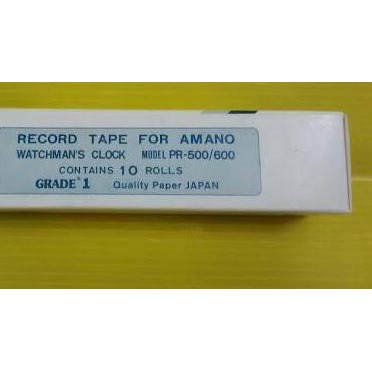 RECORD TAPE FOR AMANO
WATCHMAN'S CLOCK MODEL PR-500/600
CONTAINS 10 ROLLS
GRADE 1 Quality Paper JAPAN